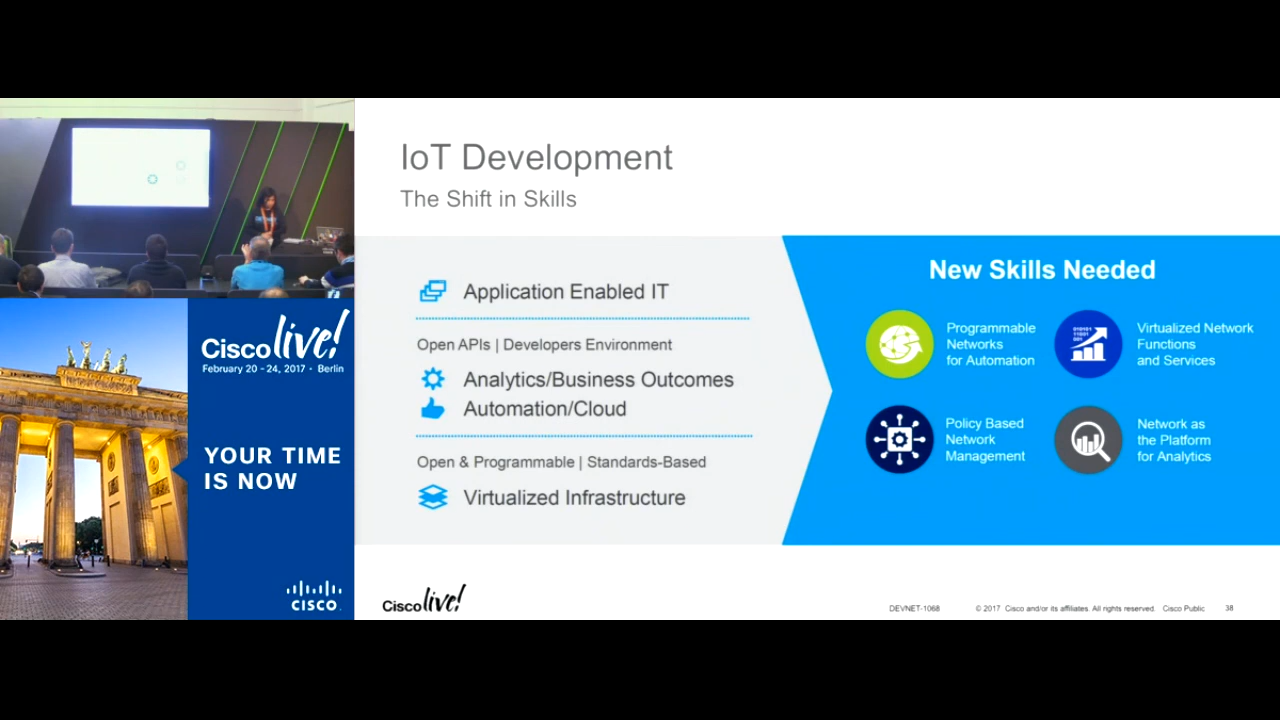 Cisco live!
February 20 - 24, 2017 • Berlin
YOUR TIME
IS NOW
CISCO
IoT Development
The Shift in Skills
Application Enabled IT
Open APIs | Developers Environment
Analytics/Business Outcomes
Automation/Cloud
Open & Programmable | Standards-Based
Virtualized Infrastructure
New Skills Needed
Programmable
Networks
for Automation
010101
11001
001
Virtualized Network
Functions
and Services
Policy Based
Network
Management
Network as
the Platform
for Analytics
Cisco live!
DEVNET-1068
© 2017 Cisco and/or its affiliates. All rights reserved. Cisco Public
38